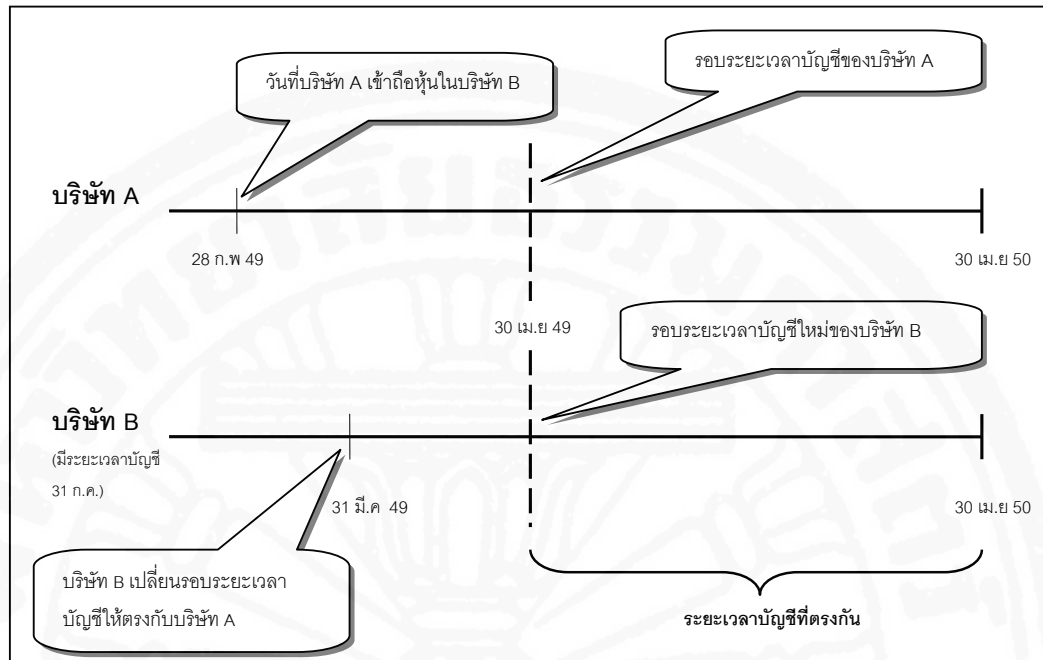 วันที่บริษัท A เข้าถือหุ้นในบริษัท B
รอบระยะเวลาบัญชีของบริษัท A
บริษัท A
28 ก.พ 49
30 เม.ย 50
30 เม.ย 49
รอบระยะเวลาบัญชีใหม่ของบริษัท B
บริษัท B
(มีระยะเวลาบัญชี
31 ก.ค.)
31 มี.ค 49
30 เม.ย 50
บริษัท B เปลี่ยนรอบระยะเวลา
บัญชีให้ตรงกับบริษัท A
ระยะเวลาบัญชีที่ตรงกัน